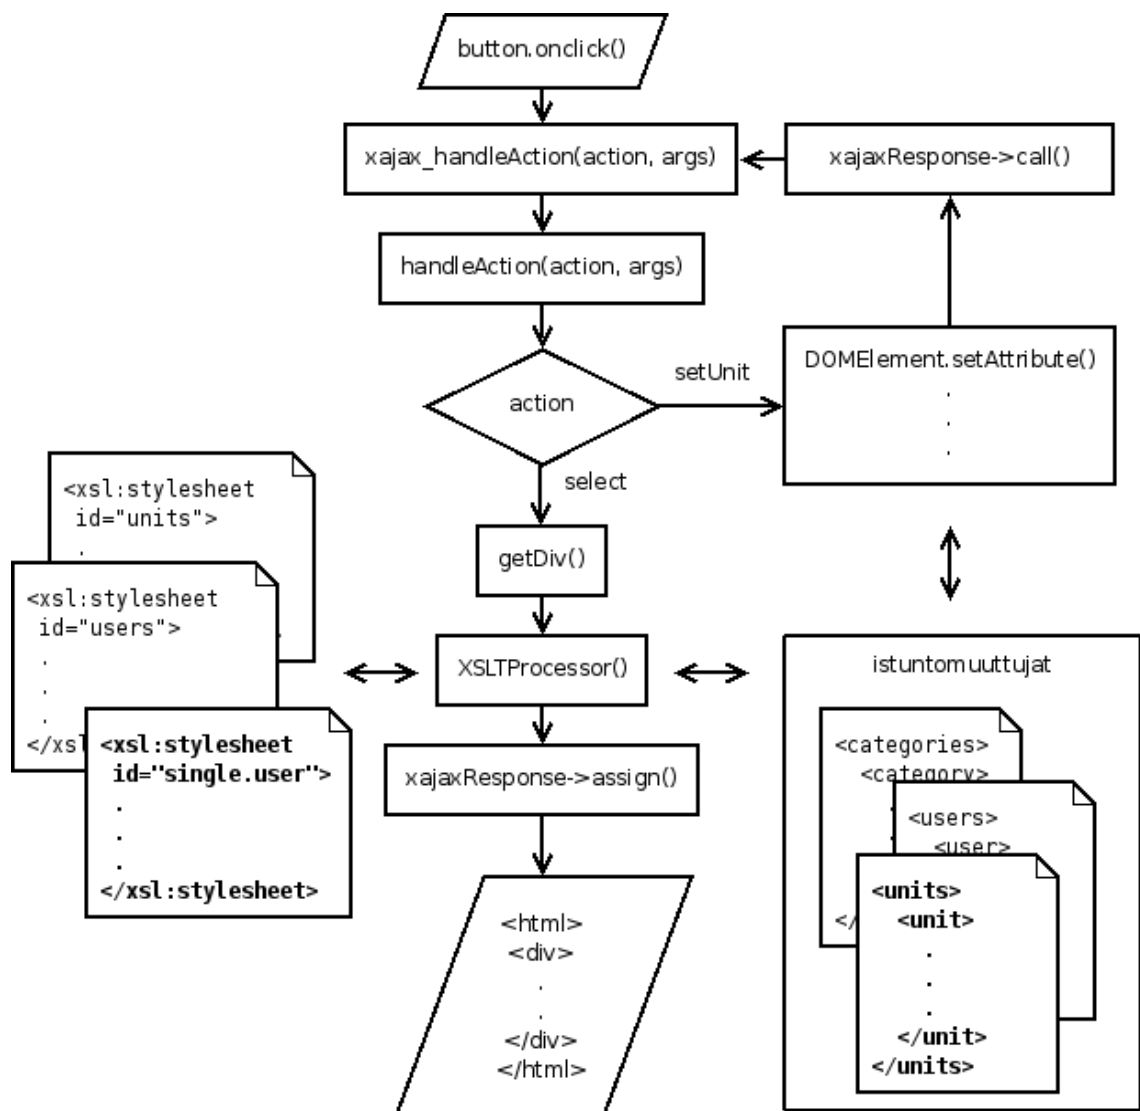 button.onclick()
xajax_handleAction(action, args)
xajaxResponse->call()
handleAction(action, args)
setUnit
DOMElement.setAttribute()
.
.
.
action
select
<xsl:stylesheet
id="units">
.
getDiv()
<xsl:stylesheet
id="users">
.
.
.
</xsl
.
XSLTProcessor()
istuntomuuttujat
<xsl:stylesheet
id="single.user">
.
.
.
</xsl:stylesheet>
xajaxResponse->assign()
<categories>
<category>
</
<users>
<user>
<units>
<unit>
.
.
.
</unit>
</units>
<html>
<div>
.
.
</div>
</html>